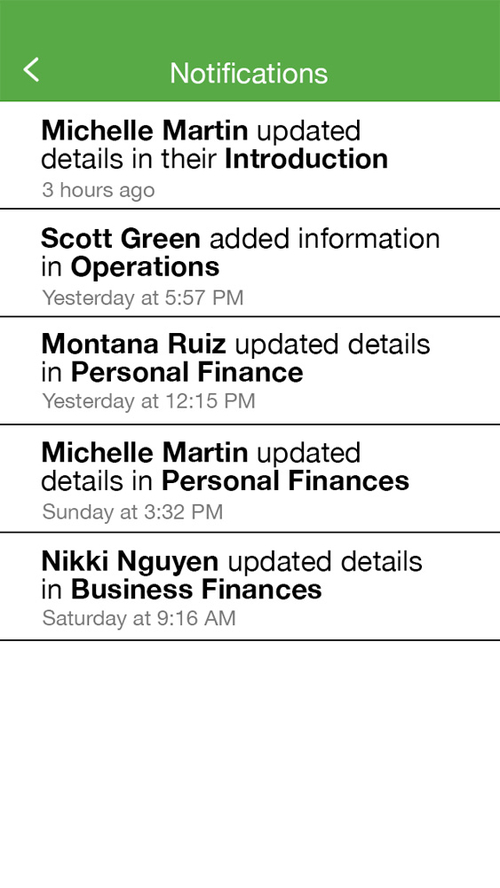 Notifications
Michelle Martin updated
details in their Introduction
3 hours ago
Scott Green added information
in Operations
Yesterday at 5:57 PM
Montana Ruiz updated details
in Personal Finance
Yesterday at 12:15 PM
Michelle Martin updated
details in Personal Finances
Sunday at 3:32 PM
Nikki Nguyen updated details
in Business Finances
Saturday at 9:16 AM